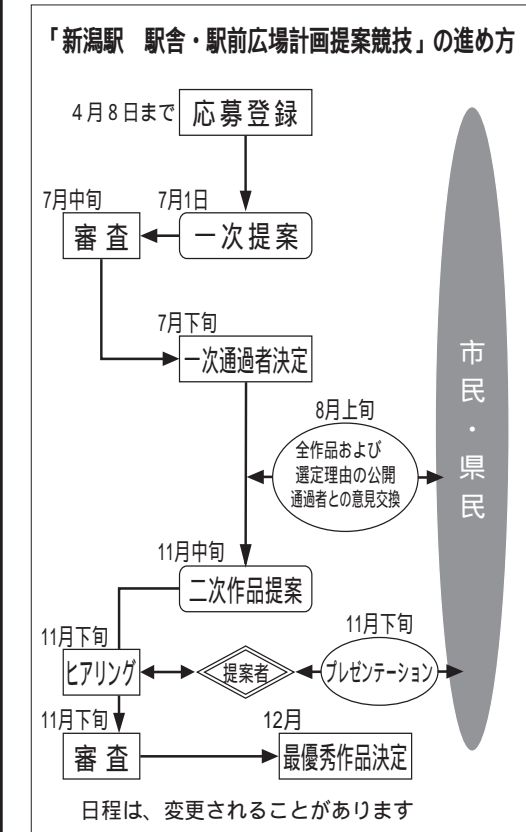 「新潟駅 駅舎・駅前広場計画提案競技」の進め方
4月8日まで
応募登録
7月中旬
7月1日
審査
一次提案
7月下旬
一次通過者決定
8月上旬
全作品および
選定理由の公開
通過者との意見交換
市民・県民
11月中旬
二次作品提案
11月下旬
ヒアリング
提案者
11月下旬
プレゼンテーション
11月下旬
審査
12月
最優秀作品決定
日程は、変更されることがあります